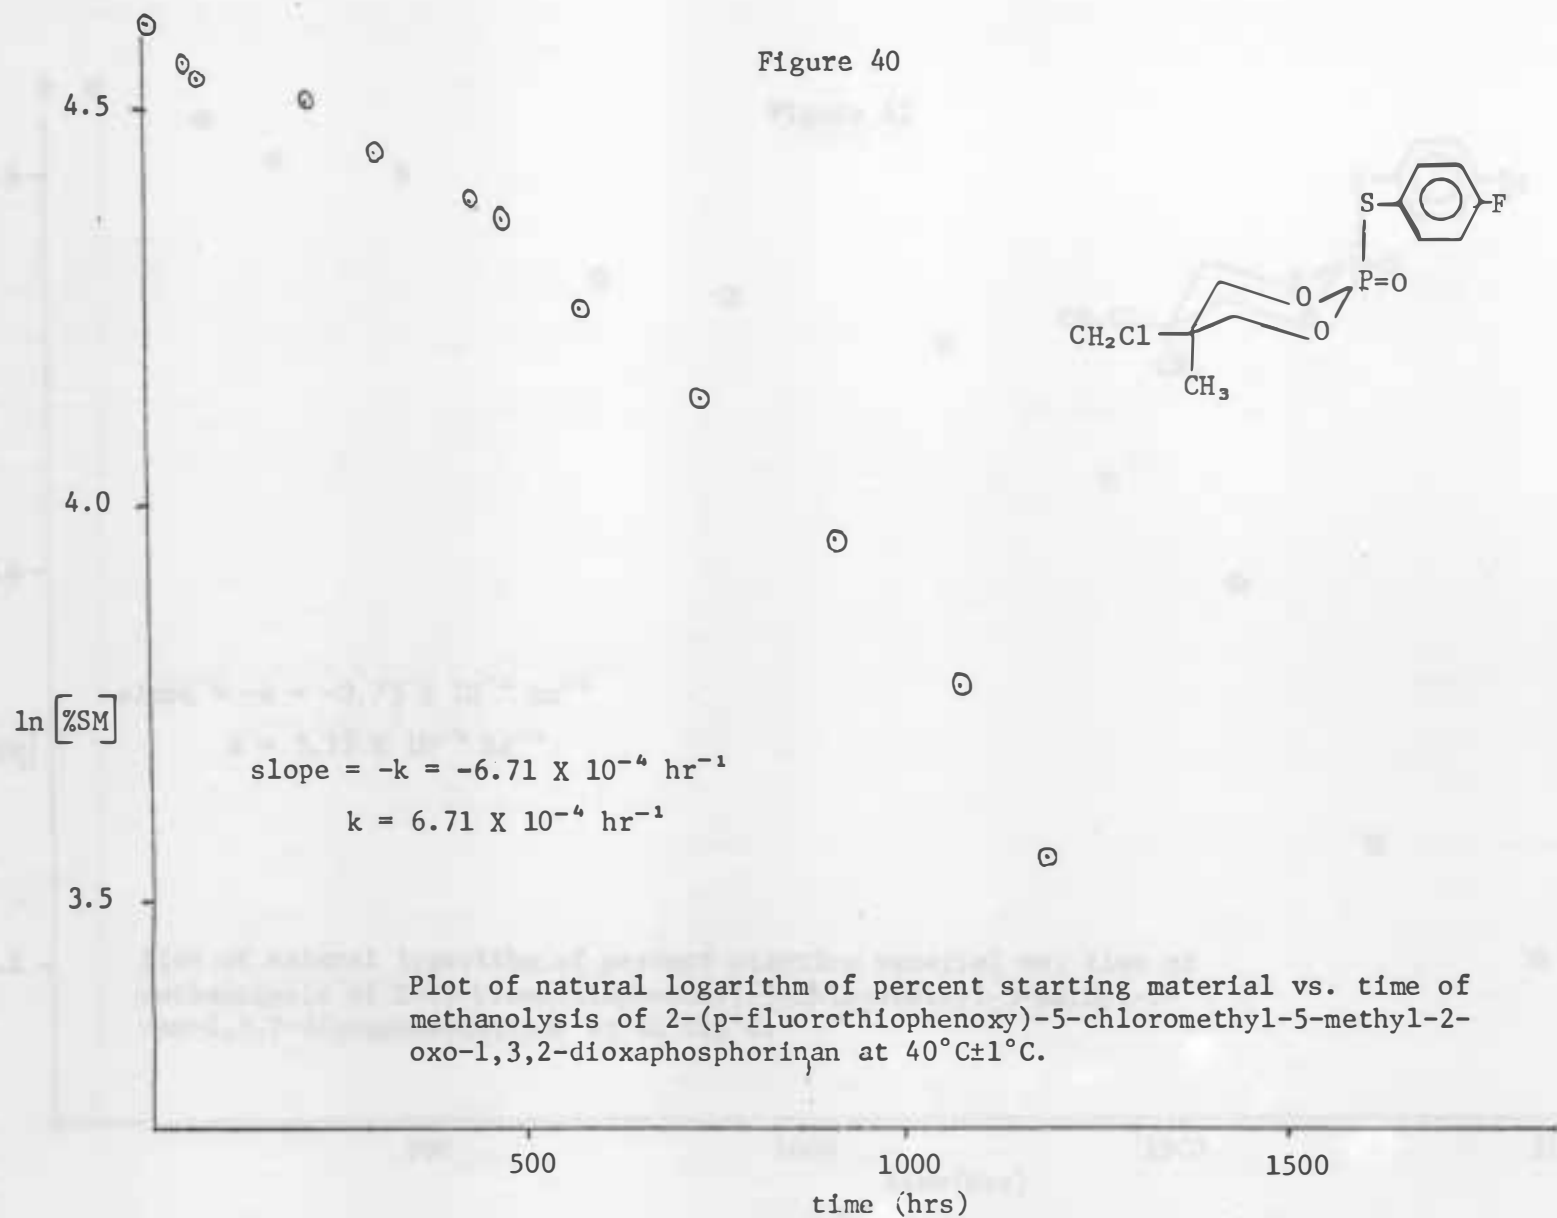 Figure 40
4.5
S
F
P=O
O
O
CH₂Cl
CH₃
4.0
ln [%SM]
slope = -k = -6.71 X 10⁻⁴ hr⁻¹
k = 6.71 X 10⁻⁴ hr⁻¹
3.5
Plot of natural logarithm of percent starting material vs. time of
methanolysis of 2-(p-fluorothiophenoxy)-5-chloromethyl-5-methyl-2-
oxo-1,3,2-dioxaphosphorinan at 40°C±1°C.
500
1000
1500
time (hrs)